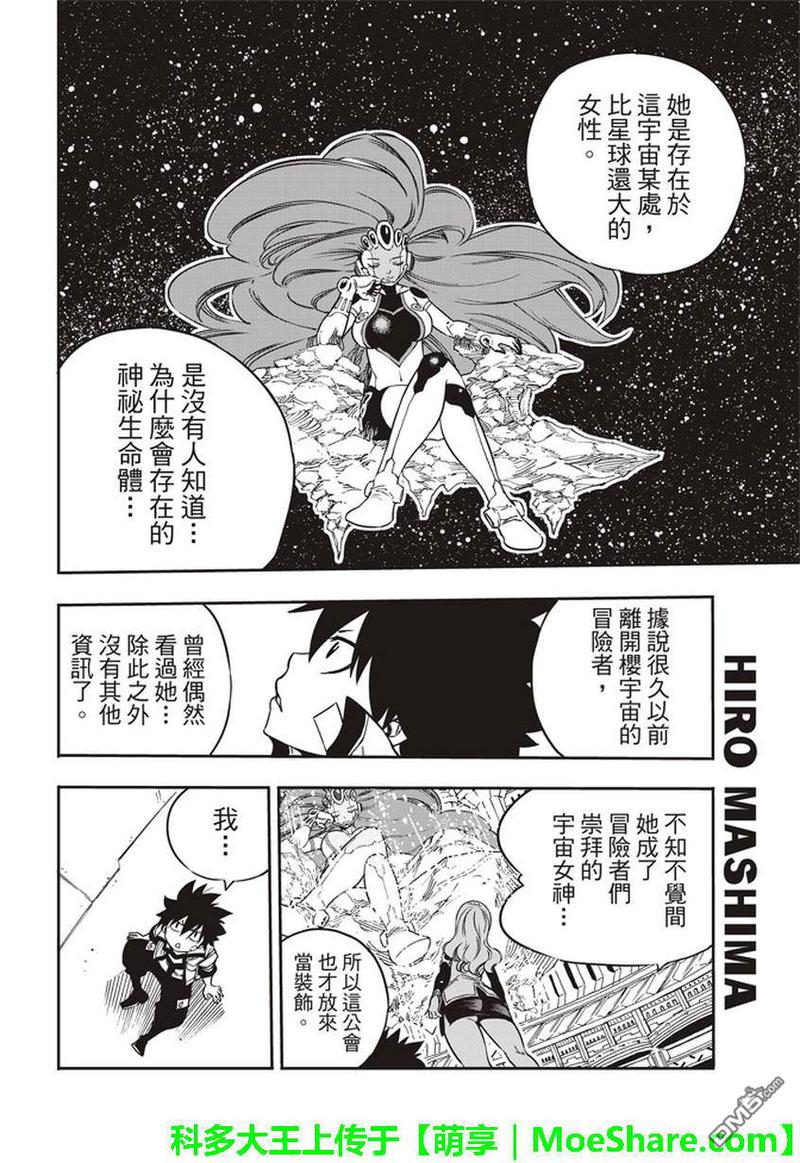 她是存在於
這宇宙某處，
比星球還大的
女性。
是沒有人知道…
為什麼會存在的
神祕生命體…
據說很久以前
離開櫻宇宙的
冒險者，
曾經偶然
看過她…
除此之外
沒有其他
資訊了。
不知不覺間
她成了
冒險者們
崇拜的
宇宙女神…
所以這公會
也才放來
當裝飾。
我…
HIRO MASHIMA
DM5.com
科多大王上传于【萌享｜MoeShare.com】